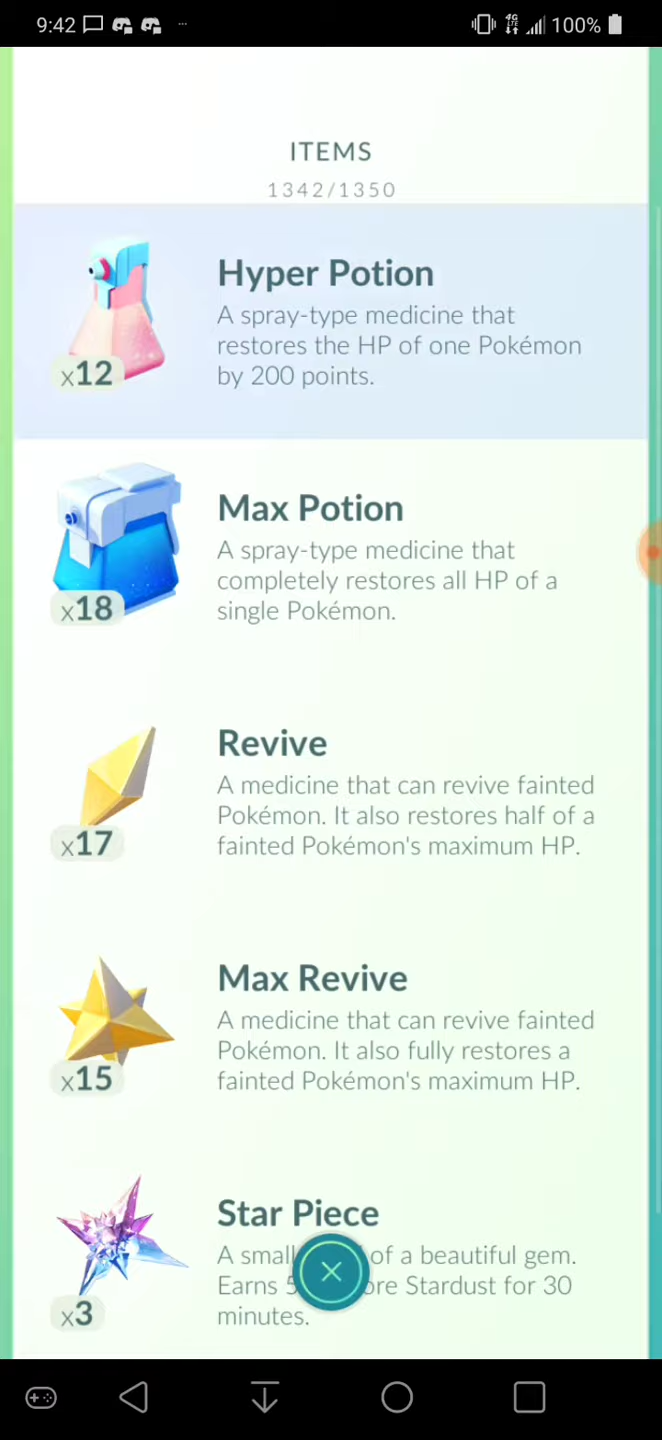 9:42 ... 4G LTE 100%
ITEMS
1342/1350
Hyper Potion
A spray-type medicine that
restores the HP of one Pokémon
by 200 points.
x12
Max Potion
A spray-type medicine that
completely restores all HP of a
single Pokémon.
x18
Revive
A medicine that can revive fainted
Pokémon. It also restores half of a
fainted Pokémon's maximum HP.
x17
Max Revive
A medicine that can revive fainted
Pokémon. It also fully restores a
fainted Pokémon's maximum HP.
x15
Star Piece
A small of a beautiful gem.
Earns Stardust for 30
minutes.
x3